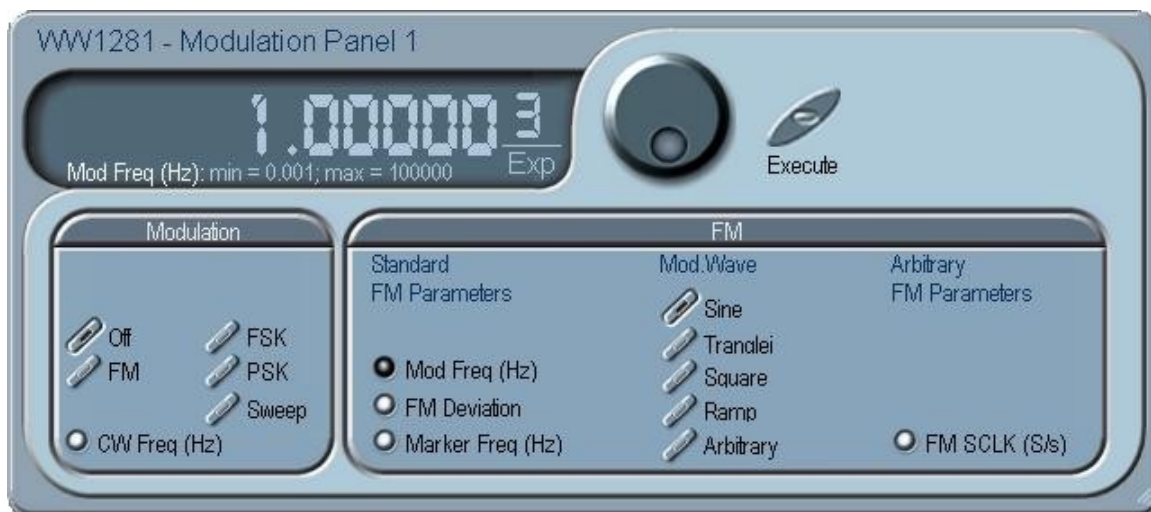 WW1281 - Modulation Panel 1
1.00000 3
Exp
Mod Freq (Hz): min = 0.001; max = 100000
Execute
Modulation
Off
FSK
FM
PSK
Sweep
CW Freq (Hz)
FM
Standard
FM Parameters
Mod Freq (Hz)
FM Deviation
Marker Freq (Hz)
Mod.Wave
Sine
Tranglei
Square
Ramp
Arbitrary
Arbitrary
FM Parameters
FM SCLK (S/s)